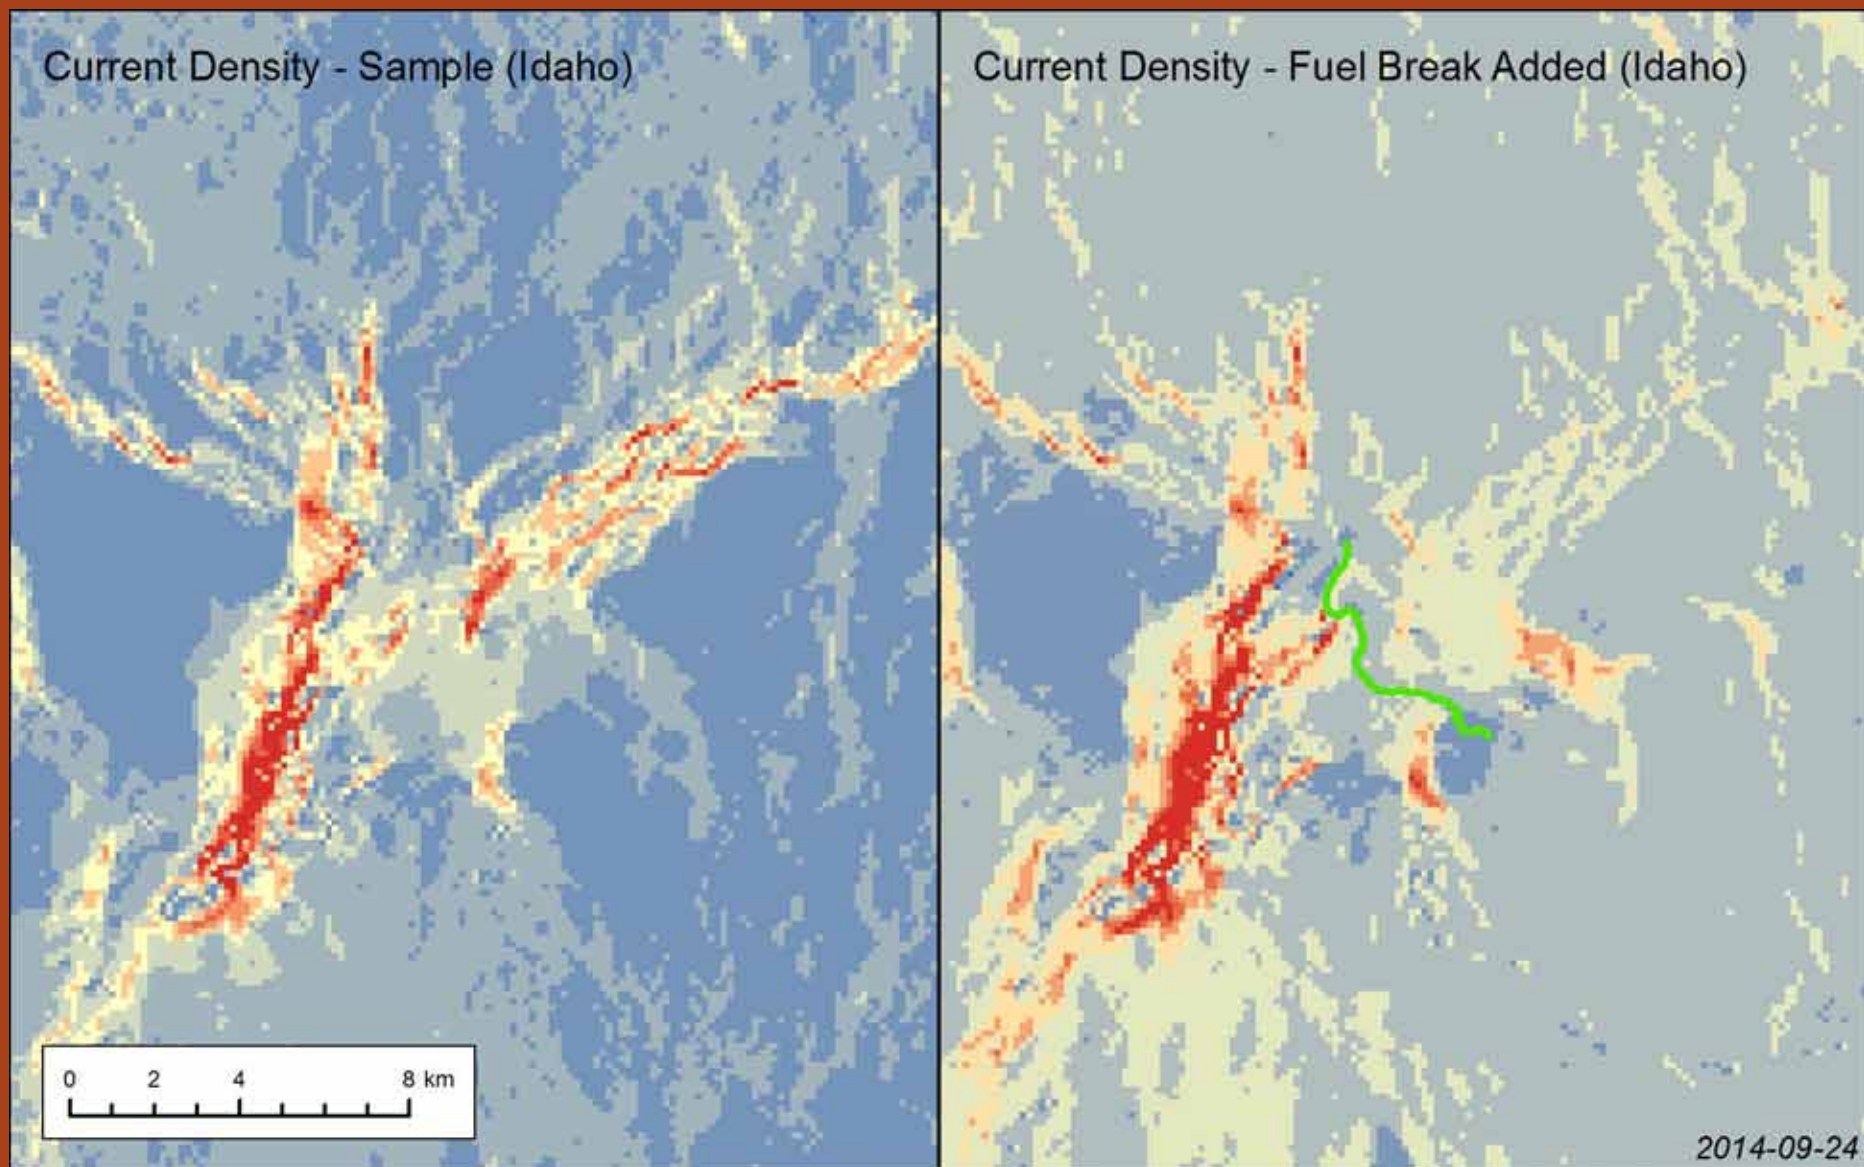 Current Density - Sample (Idaho)
Current Density - Fuel Break Added (Idaho)
0 2 4 8 km
2014-09-24